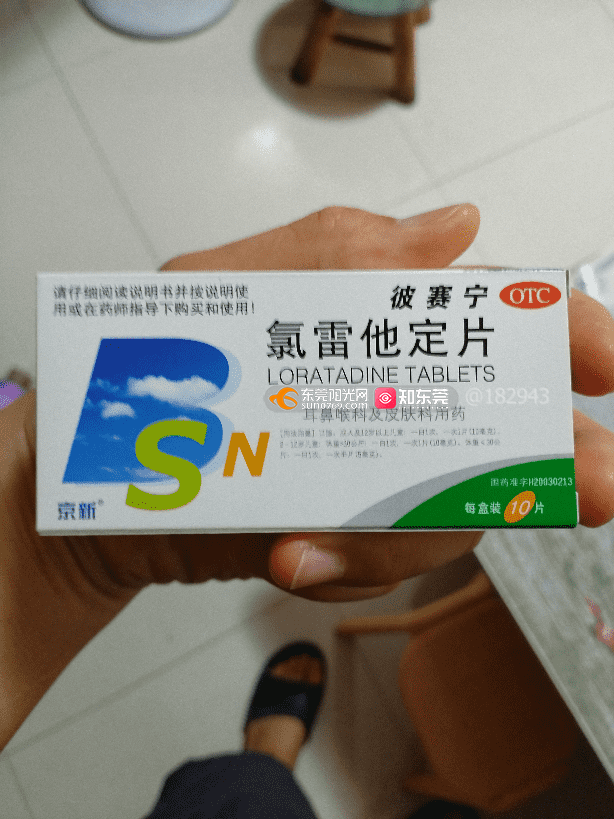 请仔细阅读说明书并按说明使
用或在药师指导下购买和使用！
彼赛宁
OTC
氯雷他定片
LORATADINE TABLETS
东莞阳光网
sun0769.com
知东莞
@182943
耳鼻喉科及皮肤科用药
BSN
京新®
国药准字H20030213
每盒装10片